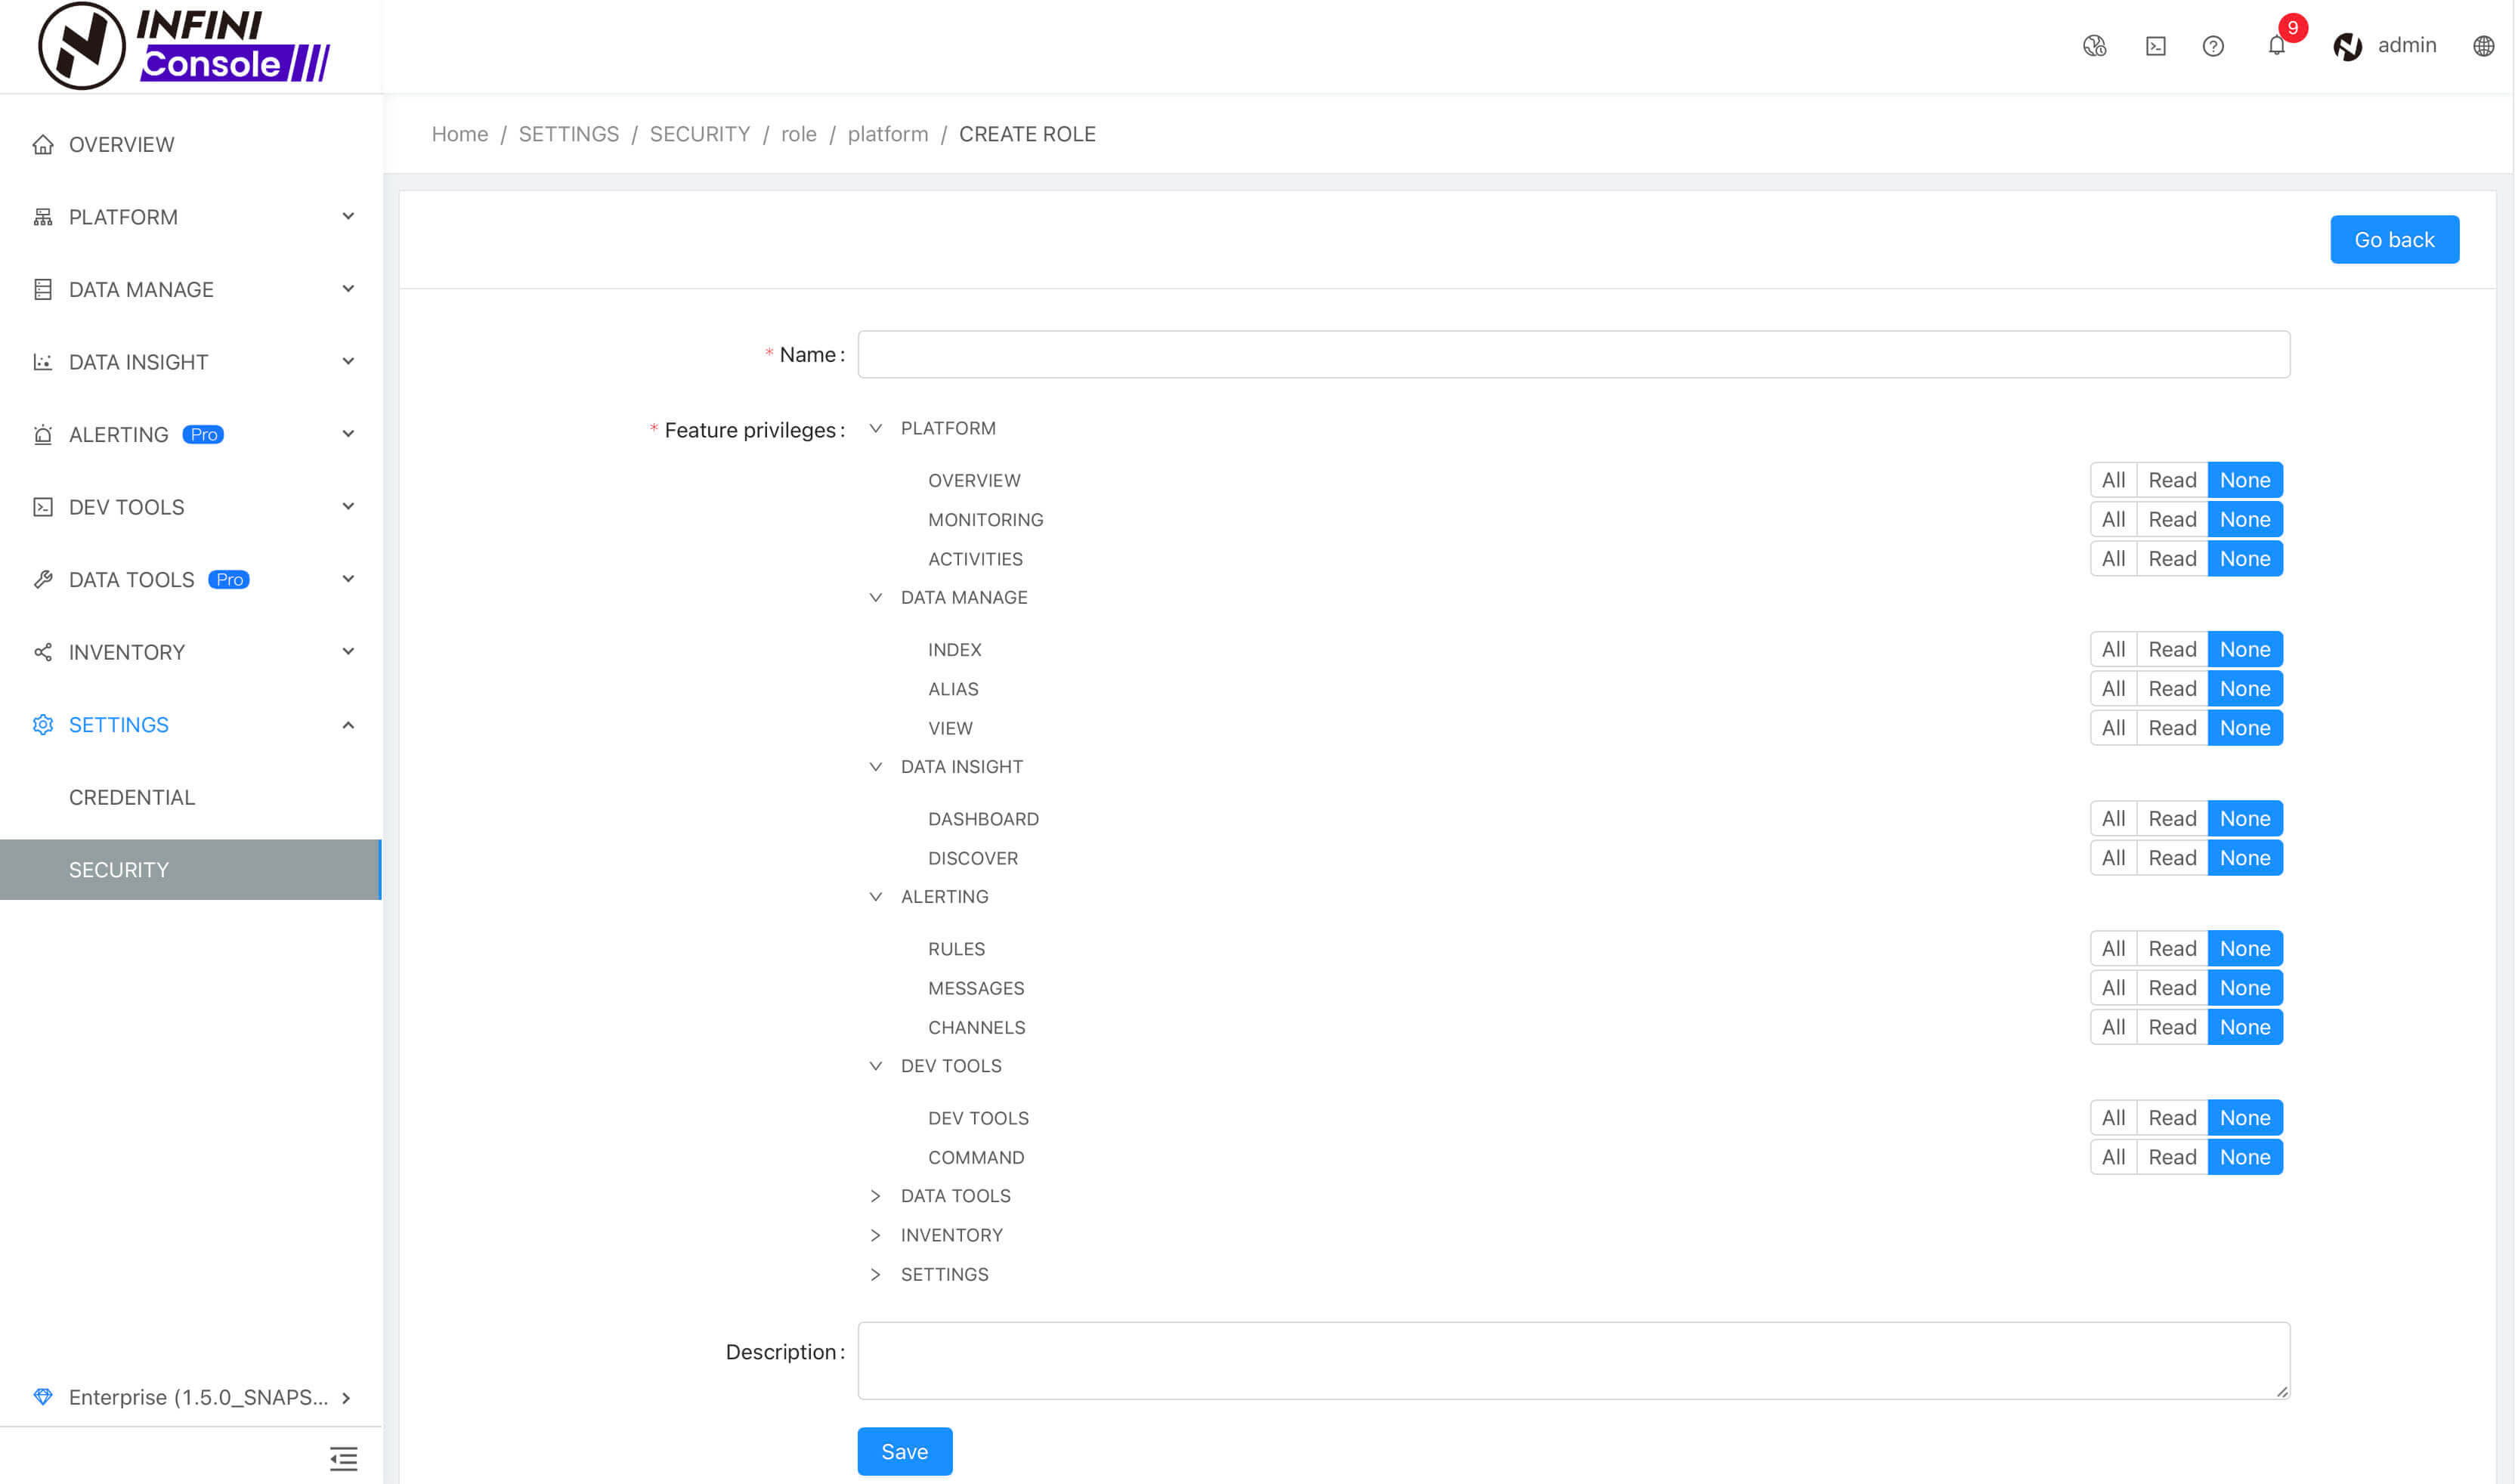 INFINI
Console
9
admin
OVERVIEW
PLATFORM
DATA MANAGE
DATA INSIGHT
ALERTING Pro
DEV TOOLS
DATA TOOLS Pro
INVENTORY
SETTINGS
CREDENTIAL
SECURITY
Enterprise (1.5.0_SNAPS...
Home / SETTINGS / SECURITY / role / platform / CREATE ROLE
Go back
* Name :
* Feature privileges :
PLATFORM
OVERVIEW All Read None
MONITORING All Read None
ACTIVITIES All Read None
DATA MANAGE
INDEX All Read None
ALIAS All Read None
VIEW All Read None
DATA INSIGHT
DASHBOARD All Read None
DISCOVER All Read None
ALERTING
RULES All Read None
MESSAGES All Read None
CHANNELS All Read None
DEV TOOLS
DEV TOOLS All Read None
COMMAND All Read None
DATA TOOLS
INVENTORY
SETTINGS
Description :
Save